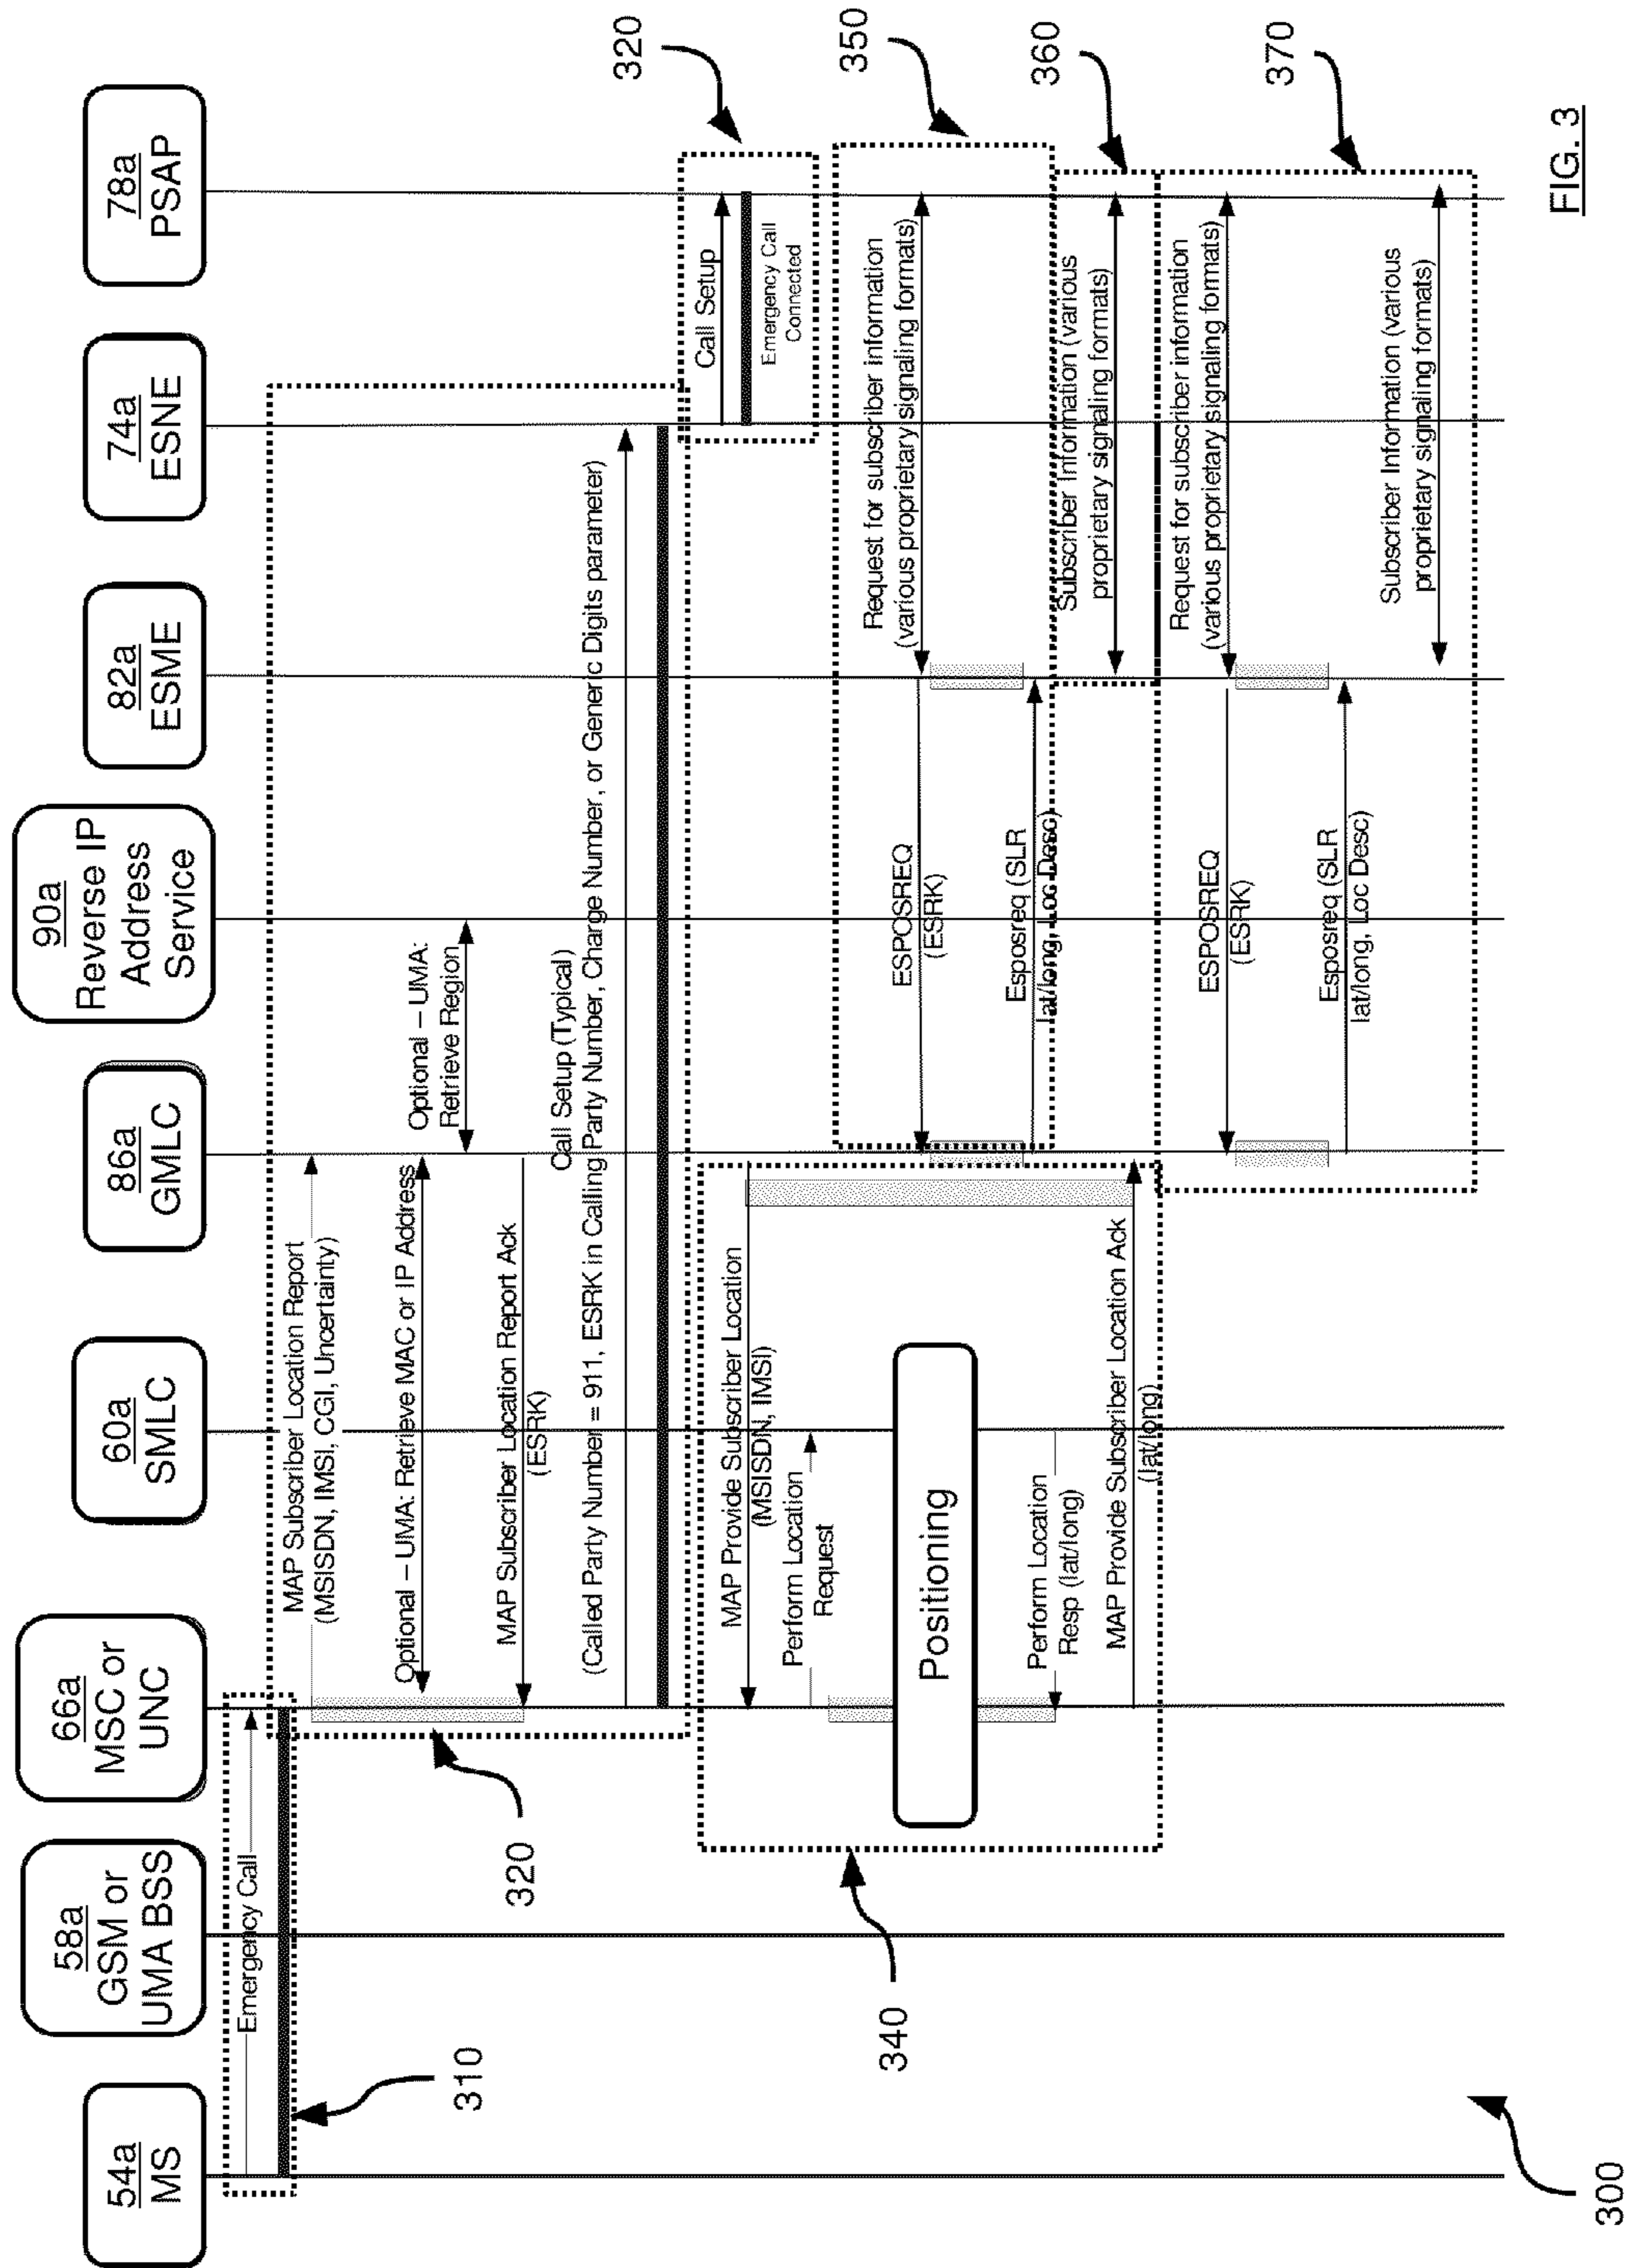 54a
MS
58a
GSM or
UMA BSS
66a
MSC or
UNC
60a
SMLC
86a
GMLC
90a
Reverse IP
Address
Service
82a
ESME
74a
ESNE
78a
PSAP
Emergency Call
310
MAP Subscriber Location Report
(MSISDN, IMSI, CGI, Uncertainty)
Optional – UMA: Retrieve MAC or IP Address
Optional – UMA:
Retrieve Region
MAP Subscriber Location Report Ack
(ESRK)
Call Setup (Typical)
(Called Party Number = 911, ESRK in Calling Party Number, Charge Number, or Generic Digits parameter)
320
Call Setup
Emergency Call
Connected
320
MAP Provide Subscriber Location
(MSISDN, IMSI)
Perform Location
Request
Positioning
Perform Location
Resp (lat/long)
MAP Provide Subscriber Location Ack
(lat/long)
340
Request for subscriber information
(various proprietary signaling formats)
ESPOSREQ
(ESRK)
Esposreq (SLR
lat/long, Loc Desc)
350
Subscriber Information (various
proprietary signaling formats)
360
Request for subscriber information
(various proprietary signaling formats)
ESPOSREQ
(ESRK)
Esposreq (SLR
lat/long, Loc Desc)
Subscriber Information (various
proprietary signaling formats)
370
300
FIG. 3